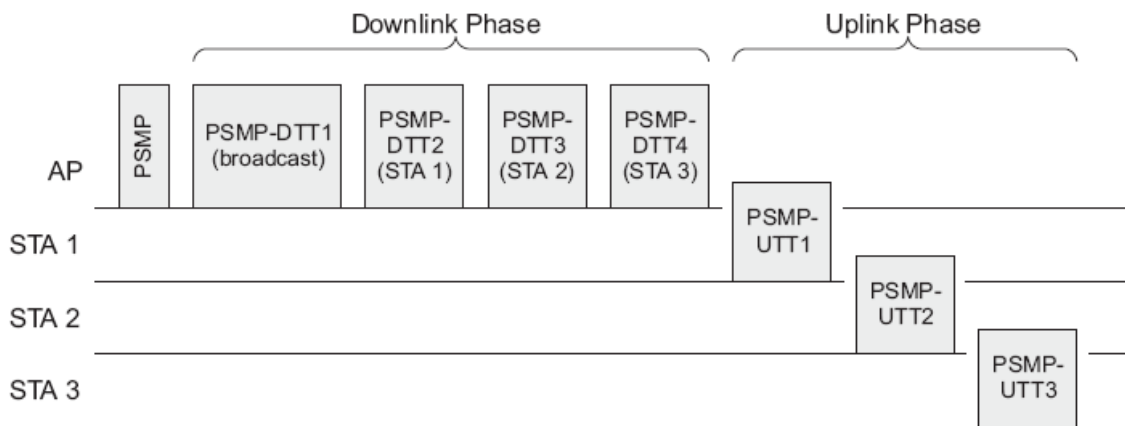 Downlink Phase
Uplink Phase
PSMP
PSMP-DTT1
(broadcast)
PSMP-
DTT2
(STA 1)
PSMP-
DTT3
(STA 2)
PSMP-
DTT4
(STA 3)
AP
PSMP-
UTT1
STA 1
PSMP-
UTT2
STA 2
PSMP-
UTT3
STA 3